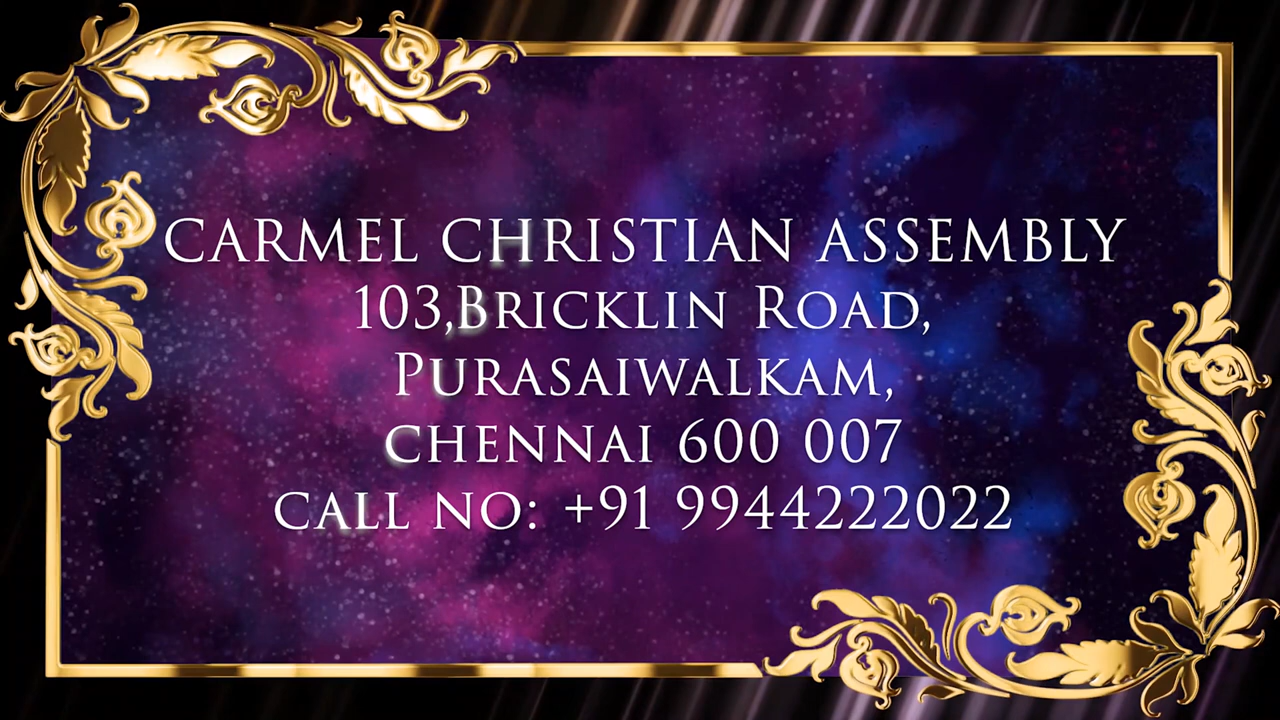 CARMEL CHRISTIAN ASSEMBLY
103,Bricklin Road,
Purasaiwalkam,
chennai 600 007
call no: +91 9944222022